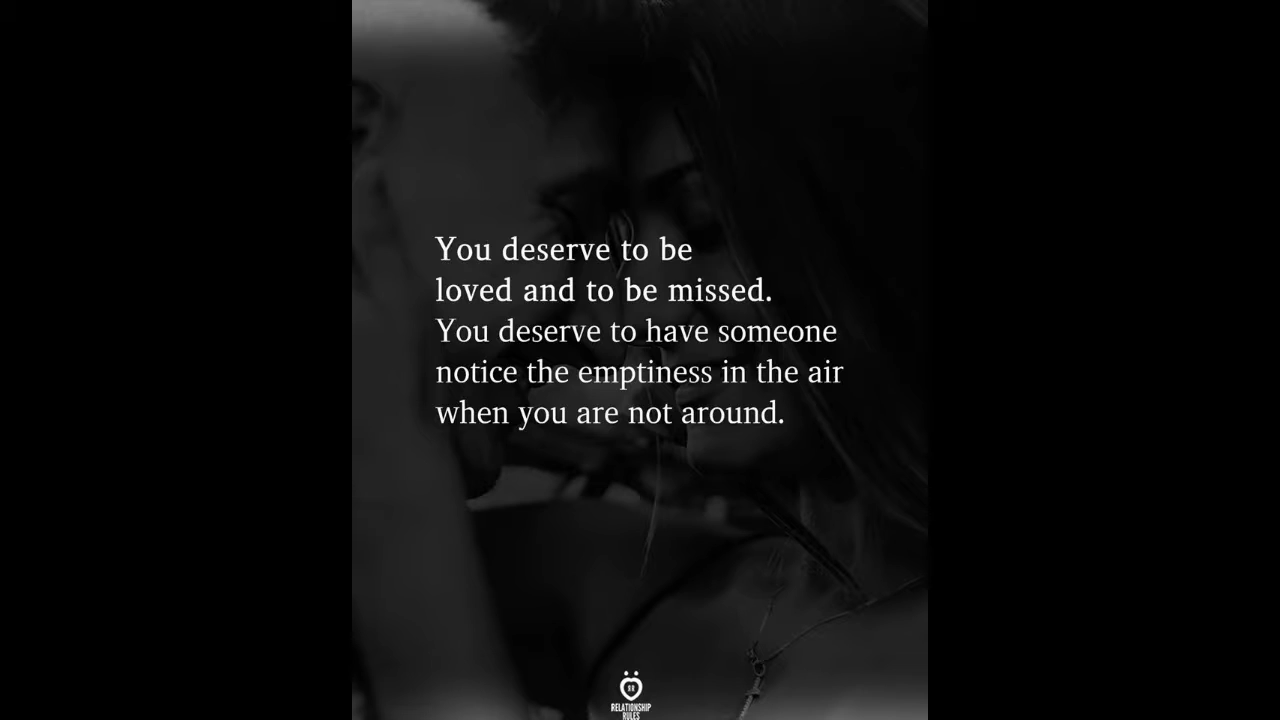 You deserve to be
loved and to be missed.
You deserve to have someone
notice the emptiness in the air
when you are not around.
RELATIONSHIP
RULES